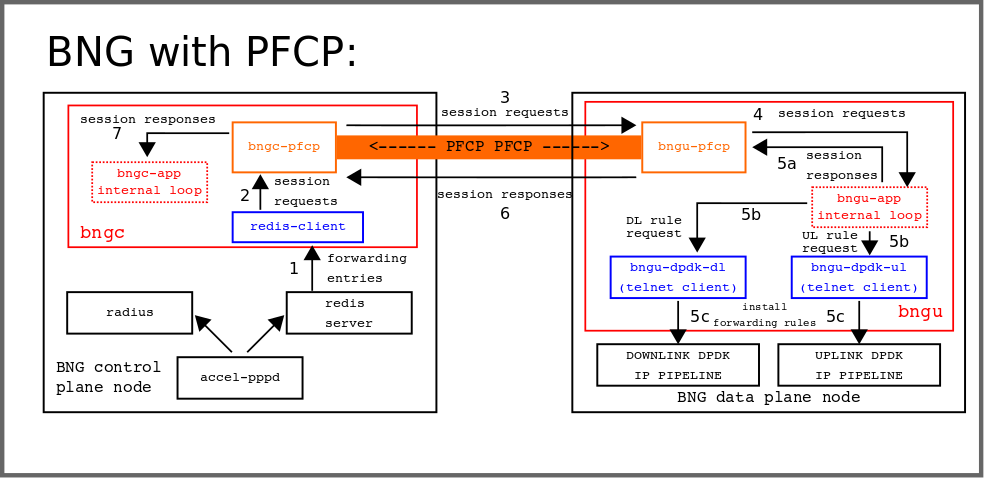 BNG with PFCP:
session responses
7
bngc-pfcp
bngc-app
internal loop
2
session
requests
redis-client
bngc
1
forwarding
entries
radius
redis
server
accel-pppd
BNG control
plane node
3
session requests
<------ PFCP PFCP ------>
session responses
6
bngu-pfcp
4
session requests
5a
session
responses
bngu-app
internal loop
5b
DL rule
request
UL rule
request
5b
bngu-dpdk-dl
(telnet client)
bngu-dpdk-ul
(telnet client)
bngu
5c
install
forwarding rules
5c
DOWNLINK DPDK
IP PIPELINE
UPLINK DPDK
IP PIPELINE
BNG data plane node